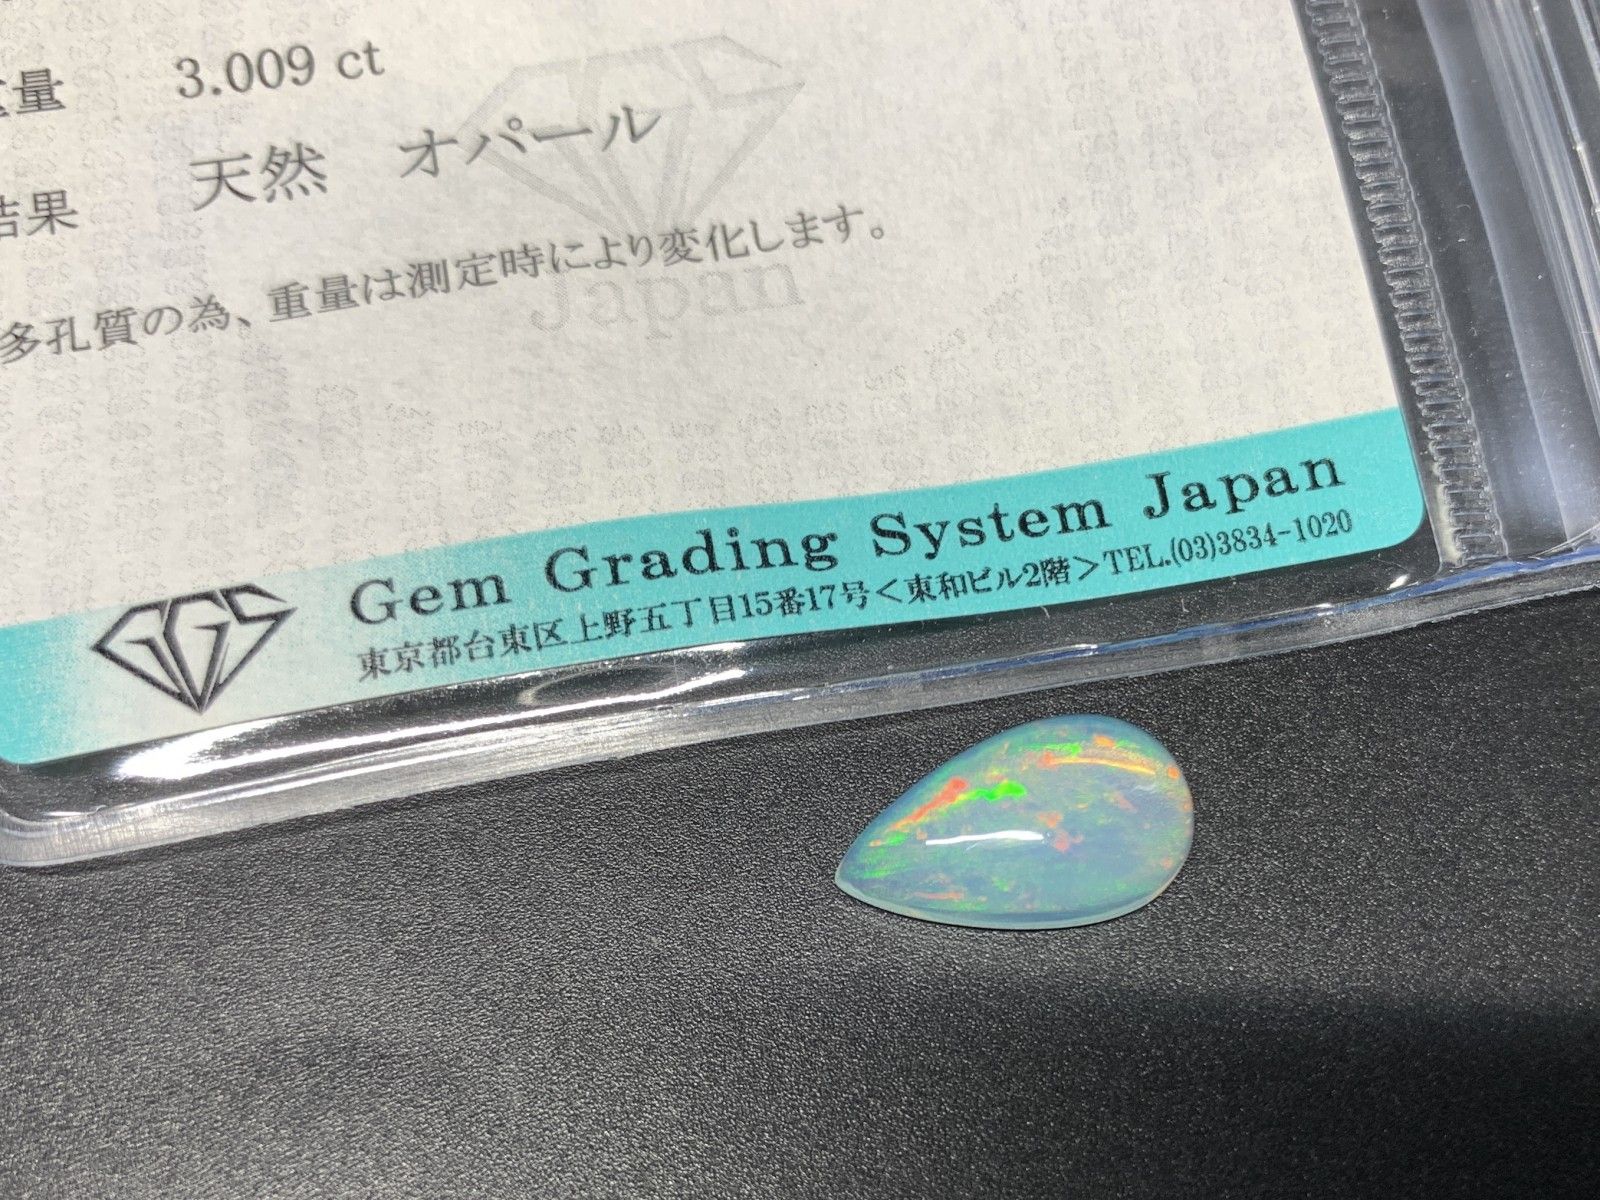 重量 3.009 ct
結果 天然 オパール
多孔質の為、重量は測定時により変化します。
Japan
GGS
Gem Grading System Japan
東京都台東区上野五丁目15番17号＜東和ビル2階＞TEL.(03)3834-1020